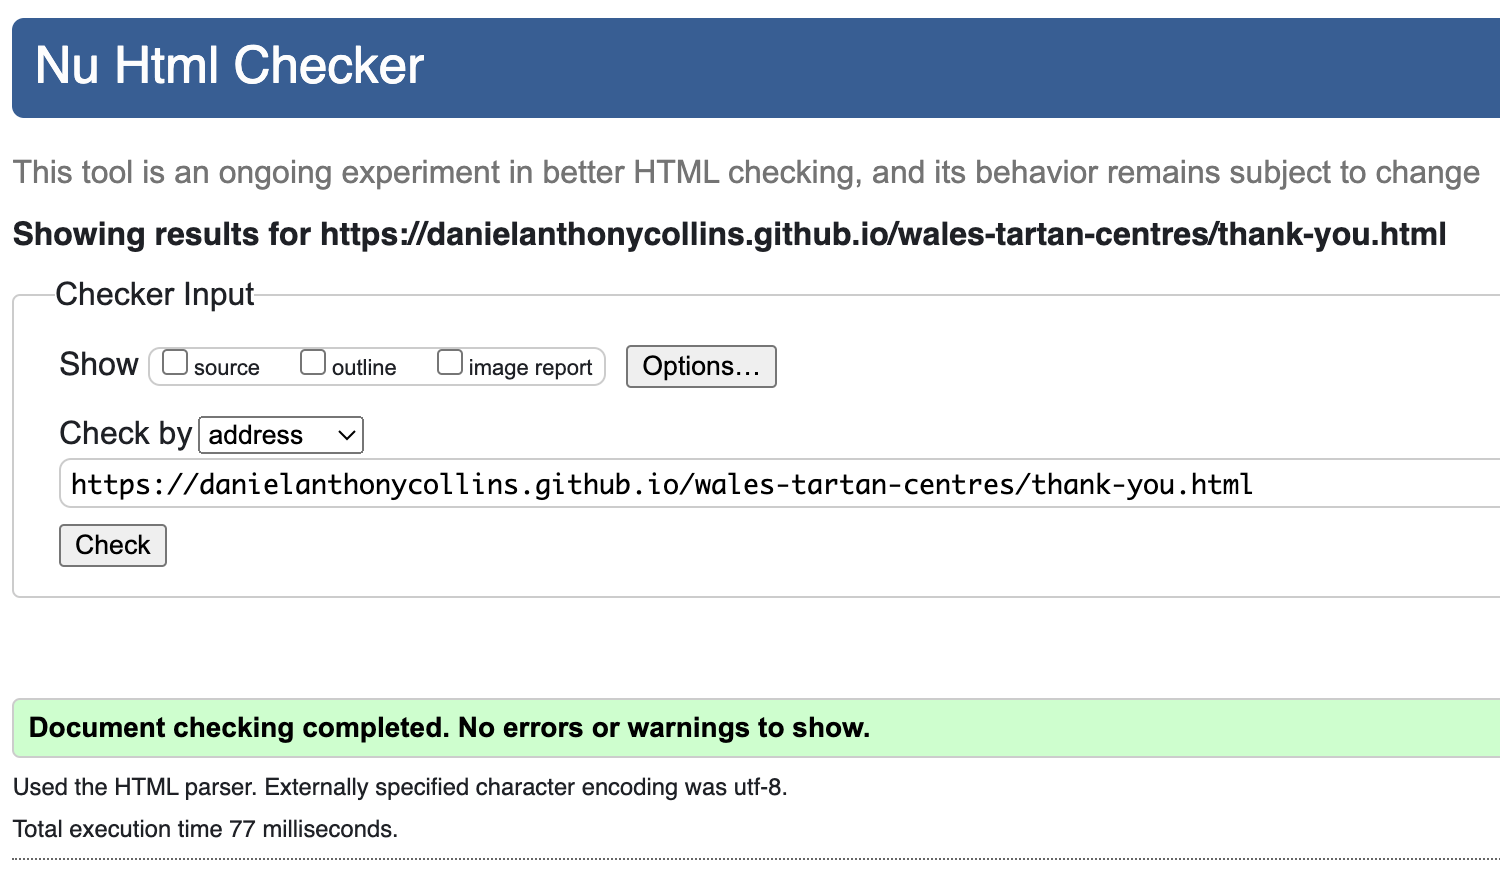 Nu Html Checker
This tool is an ongoing experiment in better HTML checking, and its behavior remains subject to change
Showing results for https://danielanthonycollins.github.io/wales-tartan-centres/thank-you.html
Checker Input
Show source outline image report Options…
Check by address
https://danielanthonycollins.github.io/wales-tartan-centres/thank-you.html
Check
Document checking completed. No errors or warnings to show.
Used the HTML parser. Externally specified character encoding was utf-8.
Total execution time 77 milliseconds.